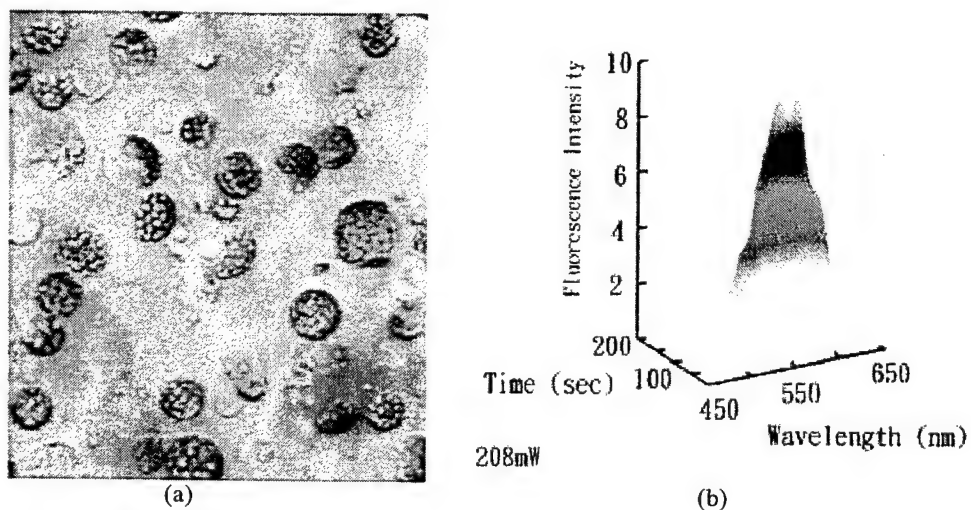 10
8
6
4
2
Fluorescence Intensity
200
100
Time (sec)
450
550
650
Wavelength (nm)
208mW
(a)
(b)